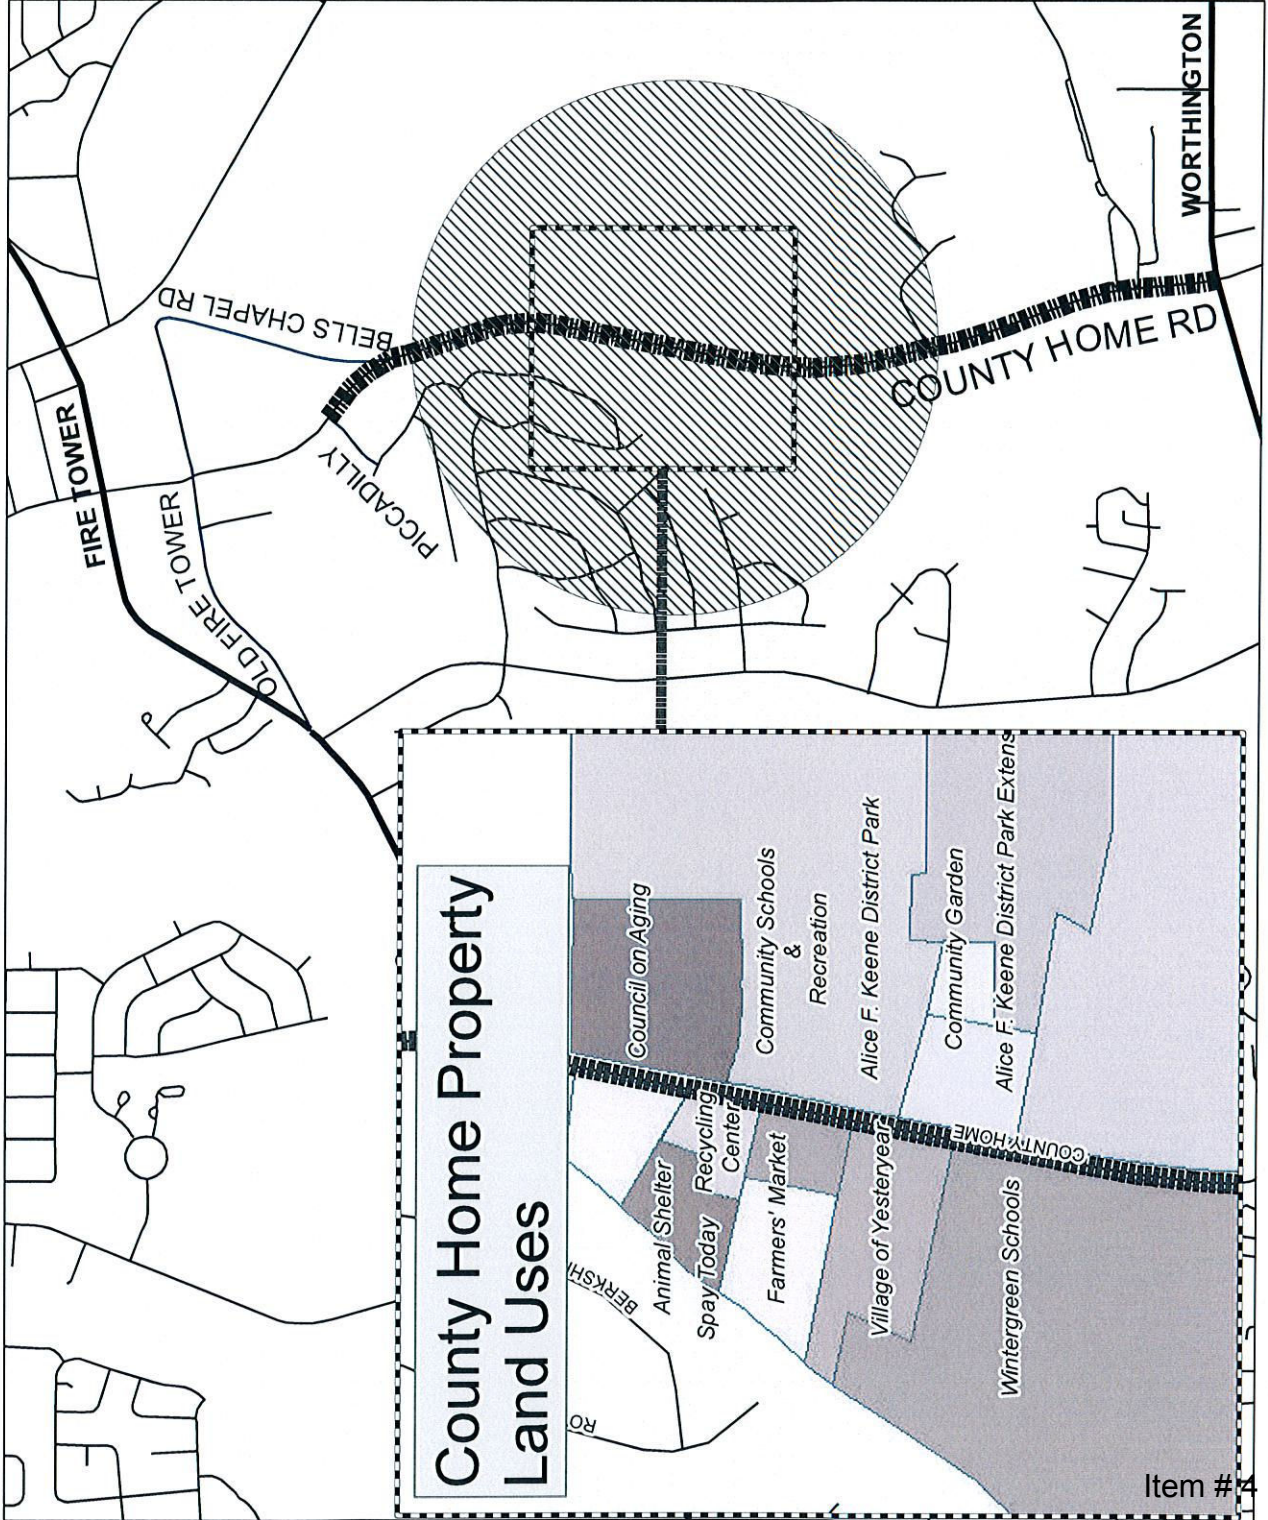 WORTHINGTON
BELLS CHAPEL RD
COUNTY HOME RD
FIRE TOWER
PICCADILLY
OLD FIRE TOWER
County Home Property
Land Uses
Council on Aging
Community Schools
&
Recreation
Alice F. Keene District Park
Community Garden
Alice F. Keene District Park Extens
COUNTY HOME
Recycling
Center
Animal Shelter
Spay Today
Farmers' Market
Village of Yesteryear
Wintergreen Schools
BERKSHI
RO
Item # 4